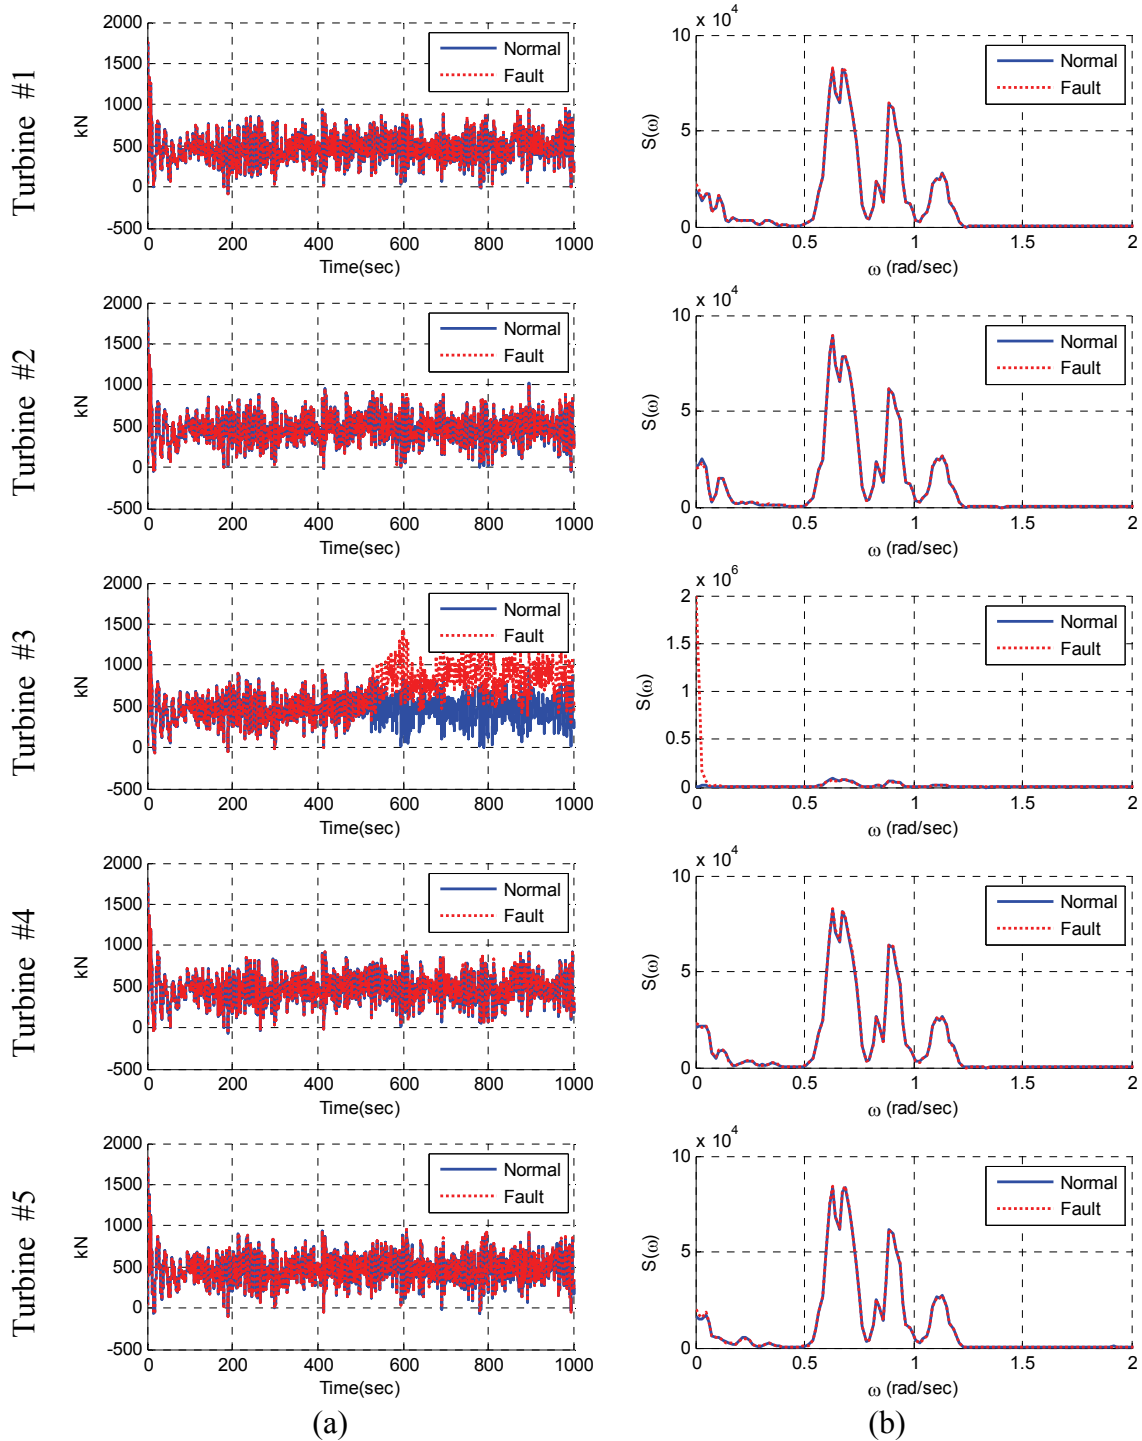 Turbine #1
2000
1500
1000
500
0
-500
kN
0 200 400 600 800 1000
Time(sec)
Normal
Fault
x 10^4
10
5
0
S(ω)
0 0.5 1 1.5 2
ω (rad/sec)
Normal
Fault
Turbine #2
2000
1500
1000
500
0
-500
kN
0 200 400 600 800 1000
Time(sec)
Normal
Fault
x 10^4
10
5
0
S(ω)
0 0.5 1 1.5 2
ω (rad/sec)
Normal
Fault
Turbine #3
2000
1500
1000
500
0
-500
kN
0 200 400 600 800 1000
Time(sec)
Normal
Fault
x 10^6
2
1.5
1
0.5
0
S(ω)
0 0.5 1 1.5 2
ω (rad/sec)
Normal
Fault
Turbine #4
2000
1500
1000
500
0
-500
kN
0 200 400 600 800 1000
Time(sec)
Normal
Fault
x 10^4
10
5
0
S(ω)
0 0.5 1 1.5 2
ω (rad/sec)
Normal
Fault
Turbine #5
2000
1500
1000
500
0
-500
kN
0 200 400 600 800 1000
Time(sec)
Normal
Fault
x 10^4
10
5
0
S(ω)
0 0.5 1 1.5 2
ω (rad/sec)
Normal
Fault
(a)
(b)